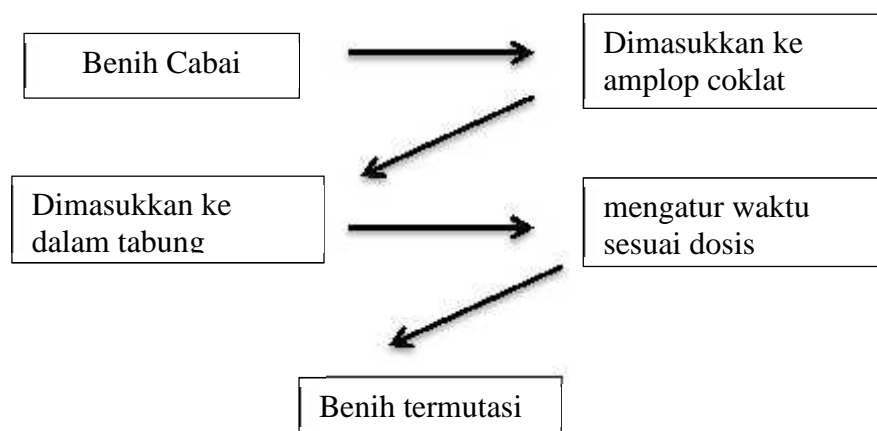 Benih Cabai
Dimasukkan ke
amplop coklat
Dimasukkan ke
dalam tabung
mengatur waktu
sesuai dosis
Benih termutasi